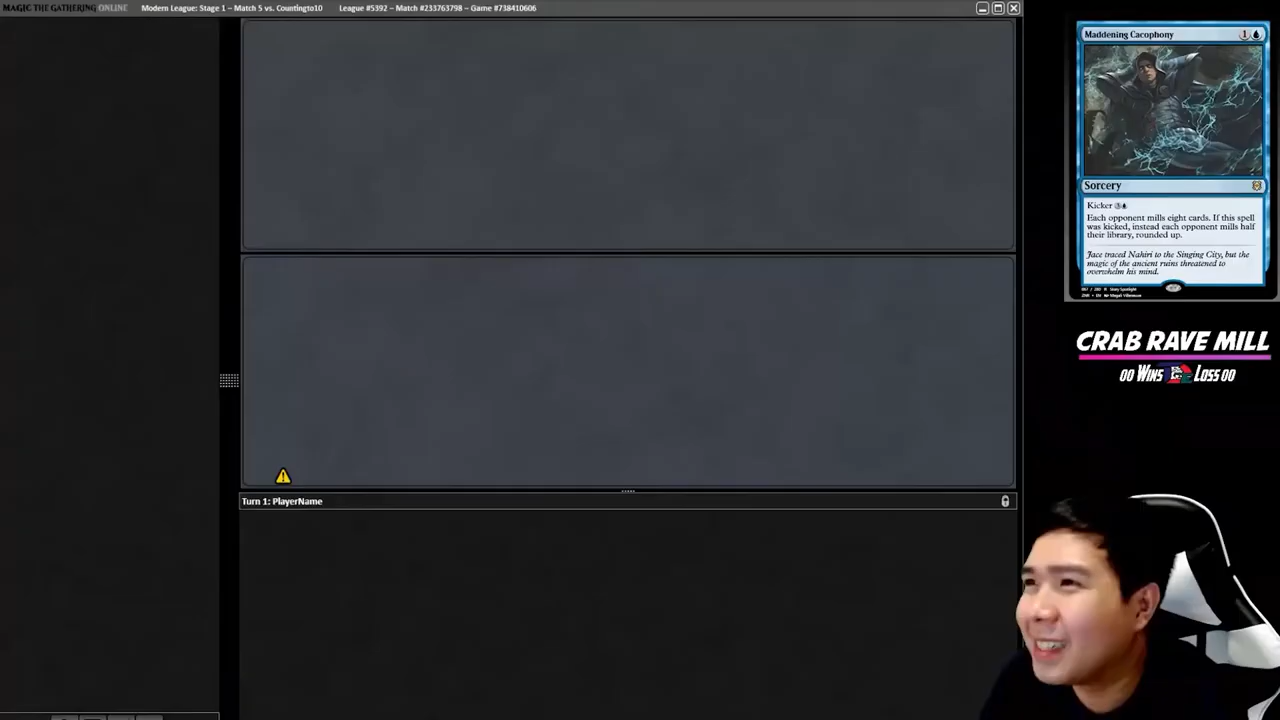 MAGIC THE GATHERING ONLINE Modern League: Stage 1 – Match 5 vs. Countingto10 League #5392 – Match #233763798 – Game #738410606
Turn 1: PlayerName
Maddening Cacophony 1
Sorcery
Kicker 3
Each opponent mills eight cards. If this spell
was kicked, instead each opponent mills half
their library, rounded up.
Jace traced Nahiri to the Singing City, but the
magic of the ancient ruins threatened to
overwhelm his mind.
CRAB RAVE MILL
00 WINS LOSS 00